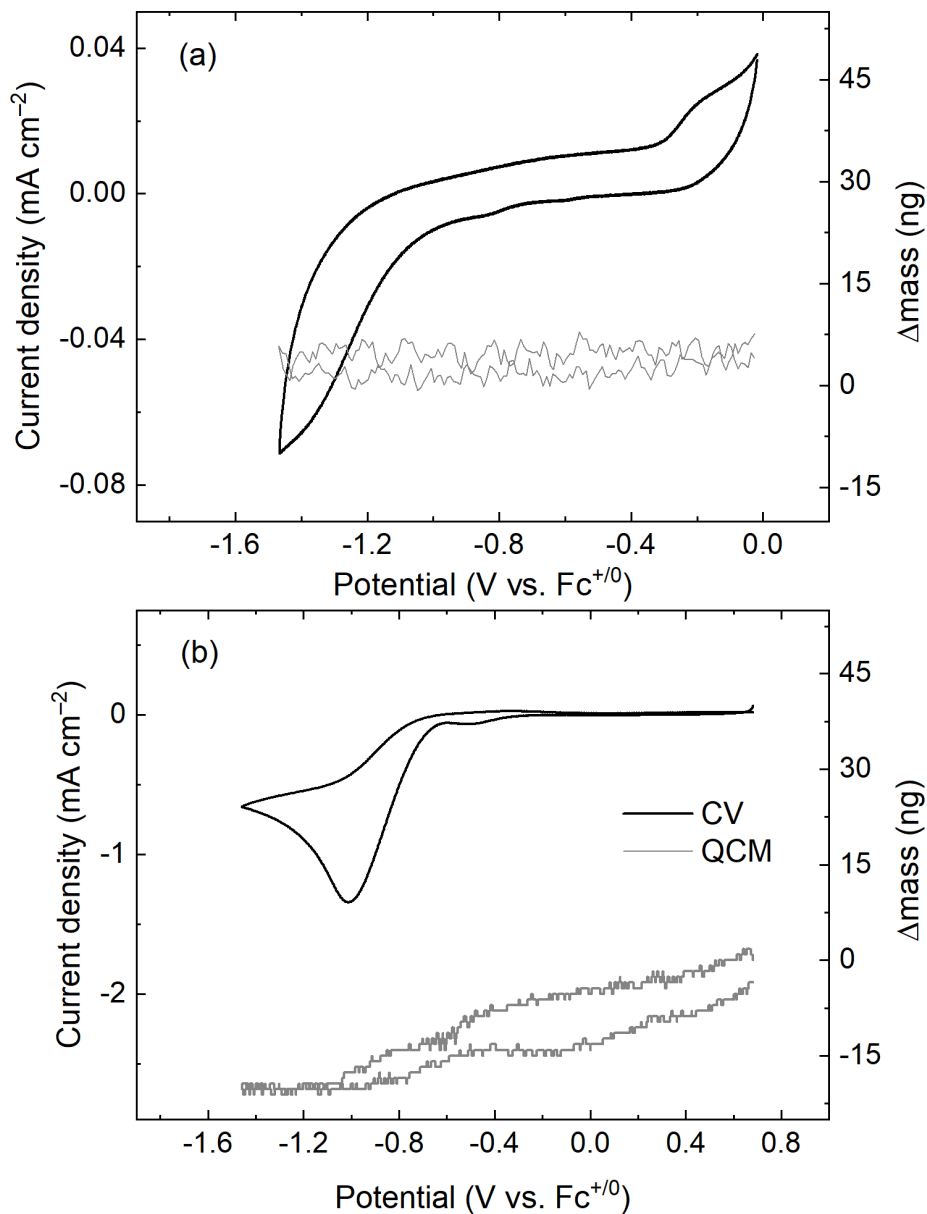 (a)
0.04
0.00
-0.04
-0.08
Current density (mA cm⁻²)
45
30
15
0
-15
Δmass (ng)
-1.6
-1.2
-0.8
-0.4
0.0
Potential (V vs. Fc⁺/⁰)
(b)
0
-1
-2
Current density (mA cm⁻²)
CV
QCM
45
30
15
0
-15
Δmass (ng)
-1.6
-1.2
-0.8
-0.4
0.0
0.4
0.8
Potential (V vs. Fc⁺/⁰)